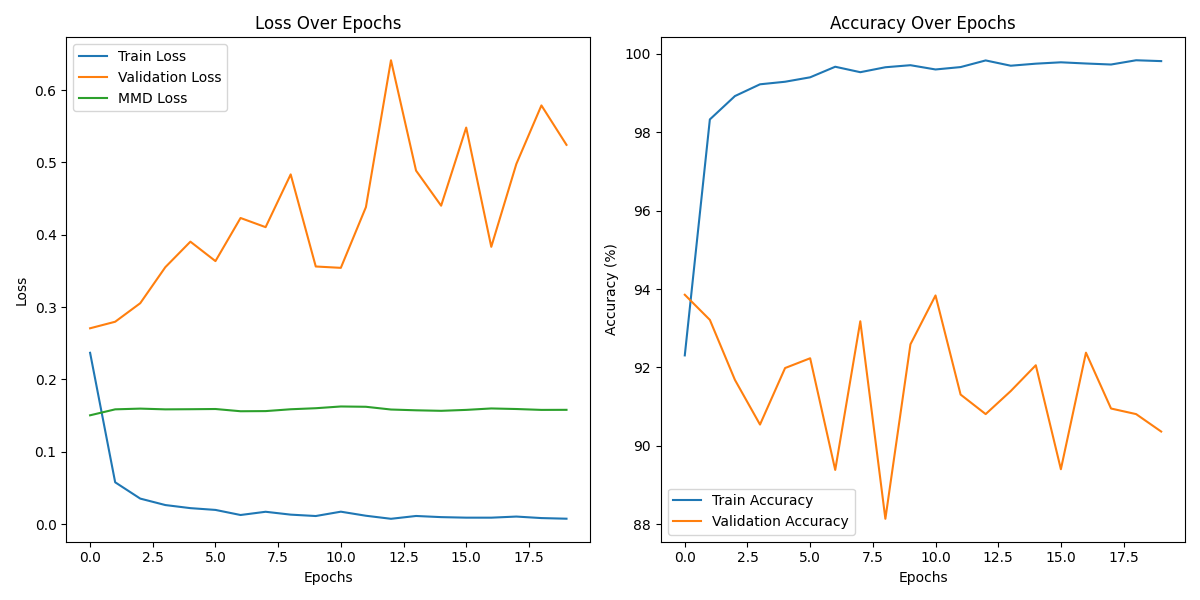 Loss Over Epochs
Train Loss
Validation Loss
MMD Loss
0.6
0.5
0.4
0.3
0.2
0.1
0.0
Loss
0.0 2.5 5.0 7.5 10.0 12.5 15.0 17.5
Epochs
Accuracy Over Epochs
100
98
96
94
92
90
88
Accuracy (%)
Train Accuracy
Validation Accuracy
0.0 2.5 5.0 7.5 10.0 12.5 15.0 17.5
Epochs